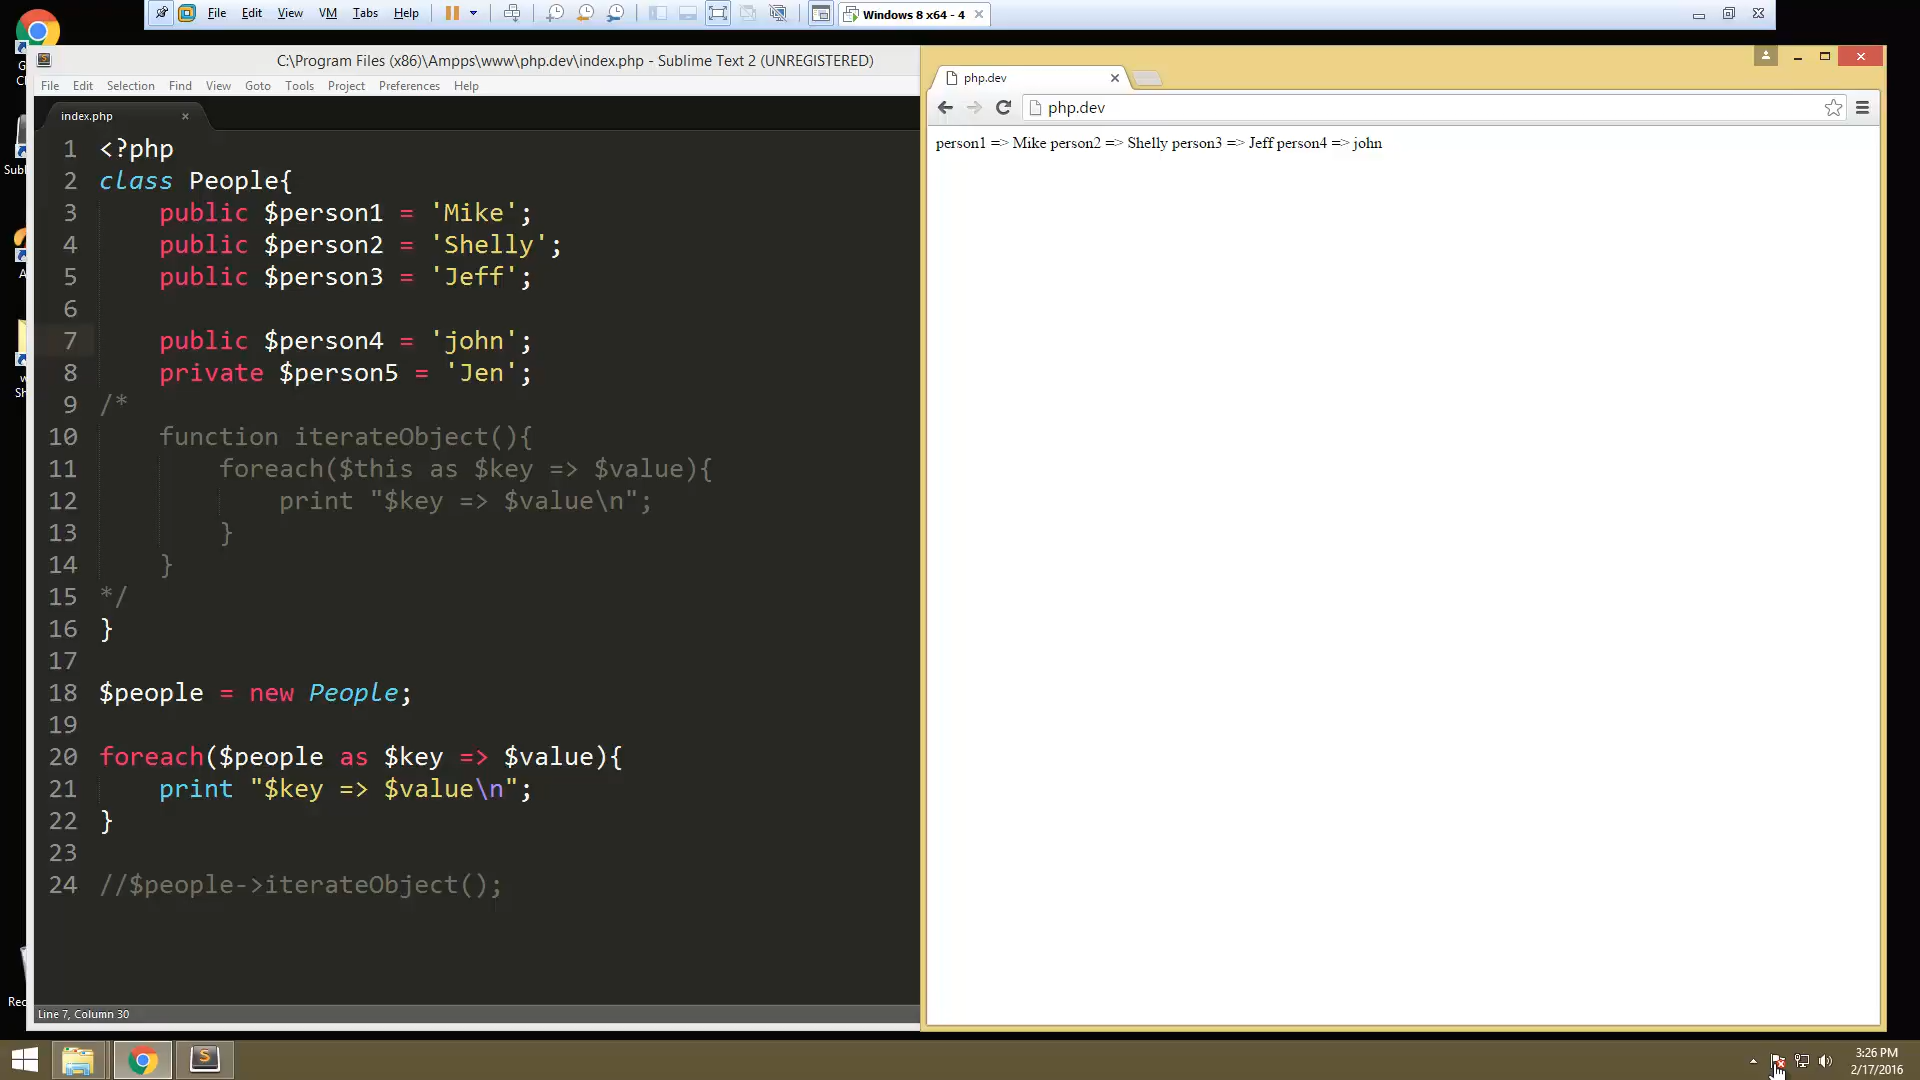 File Edit View VM Tabs Help
Windows 8 x64 - 4
C:\Program Files (x86)\Ampps\www\php.dev\index.php - Sublime Text 2 (UNREGISTERED)
File Edit Selection Find View Goto Tools Project Preferences Help
index.php
1 <?php
2 class People{
3 public $person1 = 'Mike';
4 public $person2 = 'Shelly';
5 public $person3 = 'Jeff';
6
7 public $person4 = 'john';
8 private $person5 = 'Jen';
9 /*
10 function iterateObject(){
11 foreach($this as $key => $value){
12 print "$key => $value\n";
13 }
14 }
15 */
16 }
17
18 $people = new People;
19
20 foreach($people as $key => $value){
21 print "$key => $value\n";
22 }
23
24 //$people->iterateObject();
Line 7, Column 30
php.dev
php.dev
person1 => Mike person2 => Shelly person3 => Jeff person4 => john
3:26 PM
2/17/2016